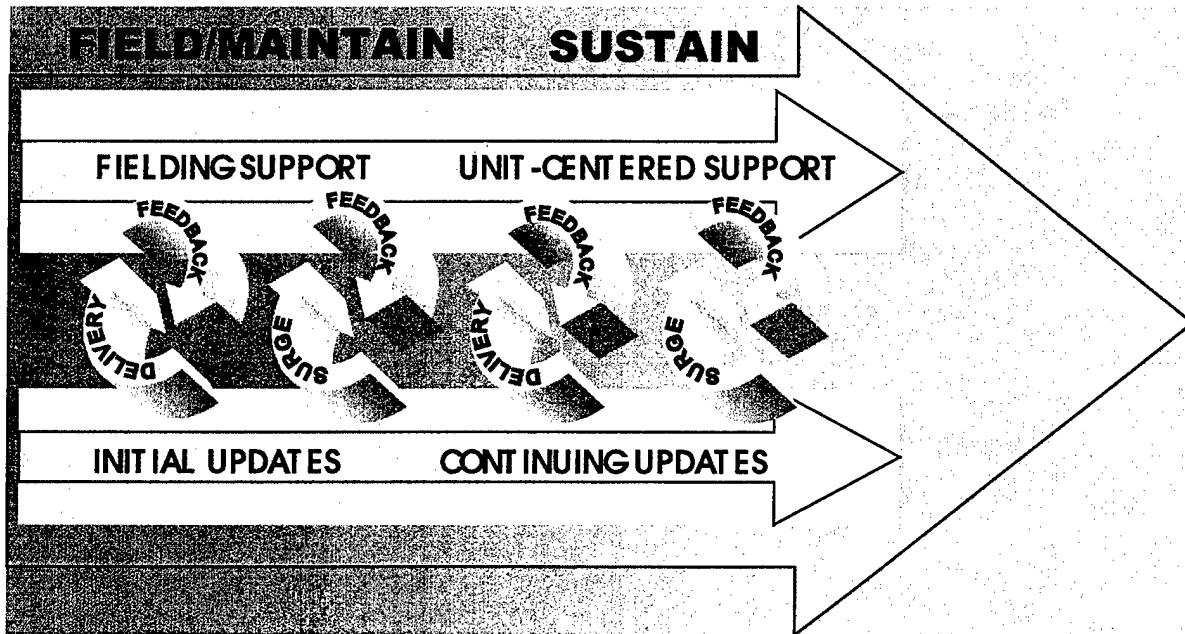 FIELD/MAINTAIN SUSTAIN
FIELDING SUPPORT UNIT-CENTERED SUPPORT
FEEDBACK FEEDBACK FEEDBACK FEEDBACK
DELIVERY SURGE DELIVERY SURGE
INITIAL UPDATES CONTINUING UPDATES